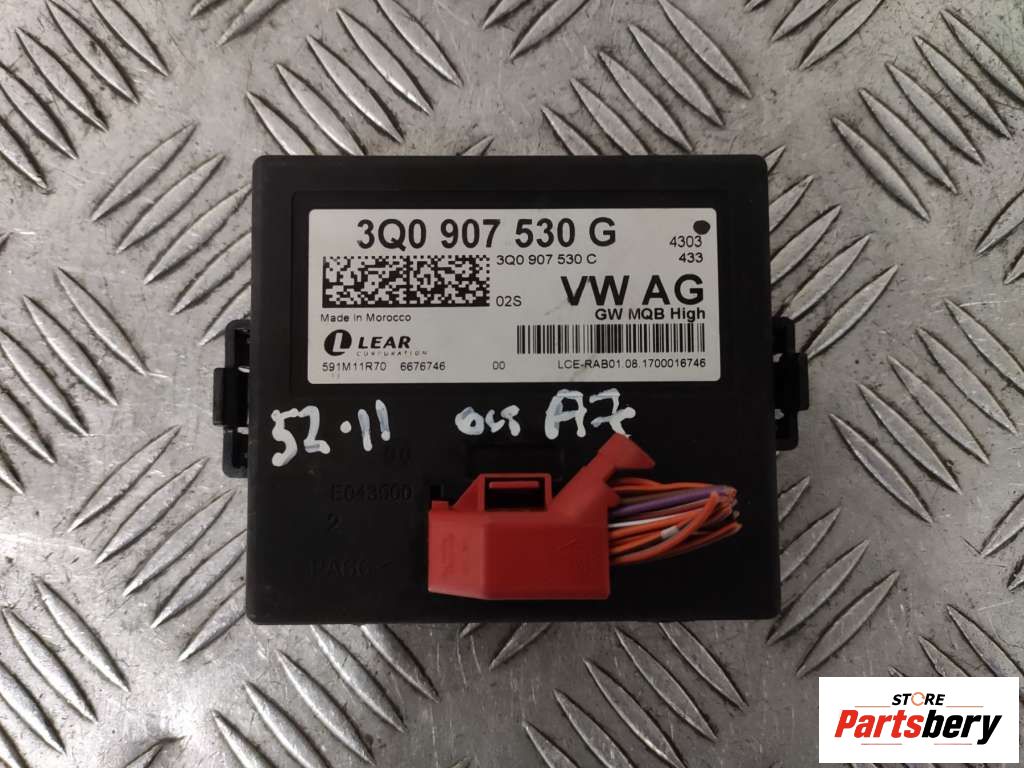 3Q0 907 530 G
4303
3Q0 907 530 C
433
02S
VW AG
GW MQB High
Made in Morocco
LEAR
CORPORATION
591M11R70 6676746 00 LCE-RAB01.08.1700016746
52.11 A7
E043500
2
STORE
Partsbery